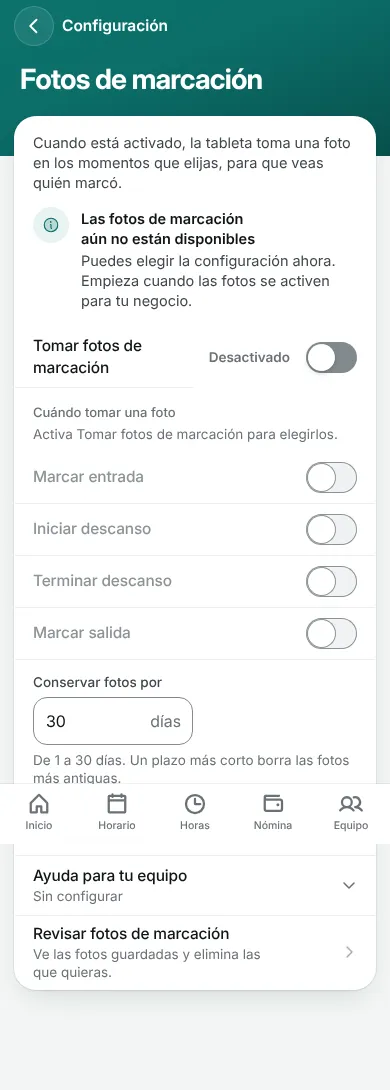 Configuración
Fotos de marcación
Cuando está activado, la tableta toma una foto
en los momentos que elijas, para que veas
quién marcó.
Las fotos de marcación
aún no están disponibles
Puedes elegir la configuración ahora.
Empieza cuando las fotos se activen
para tu negocio.
Tomar fotos de
marcación
Desactivado
Cuándo tomar una foto
Activa Tomar fotos de marcación para elegirlos.
Marcar entrada
Iniciar descanso
Terminar descanso
Marcar salida
Conservar fotos por
30 días
De 1 a 30 días. Un plazo más corto borra las fotos
más antiguas.
Inicio
Horario
Horas
Nómina
Equipo
Ayuda para tu equipo
Sin configurar
Revisar fotos de marcación
Ve las fotos guardadas y elimina las
que quieras.